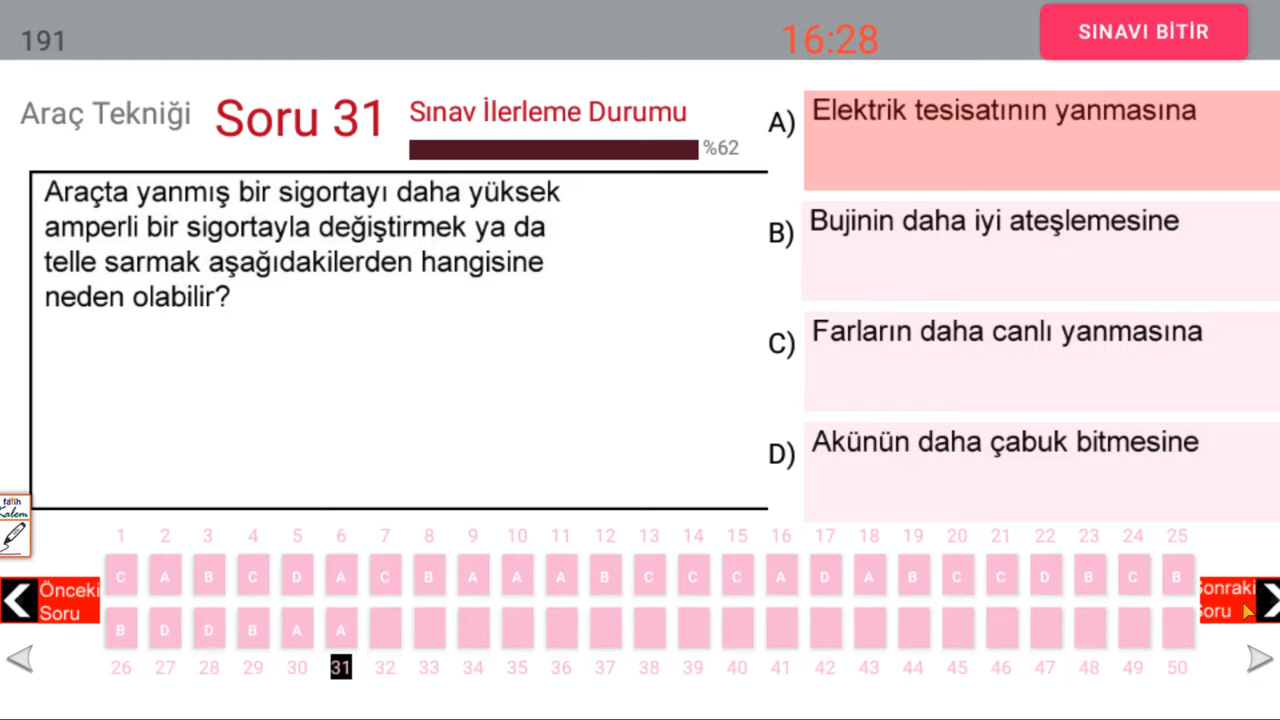 191
16:28
SINAVI BİTİR
Araç Tekniği
Soru 31
Sınav İlerleme Durumu
%62
Araçta yanmış bir sigortayı daha yüksek
amperli bir sigortayla değiştirmek ya da
telle sarmak aşağıdakilerden hangisine
neden olabilir?
A) Elektrik tesisatının yanmasına
B) Bujinin daha iyi ateşlemesine
C) Farların daha canlı yanmasına
D) Akünün daha çabuk bitmesine
fatih
Kalem
1 2 3 4 5 6 7 8 9 10 11 12 13 14 15 16 17 18 19 20 21 22 23 24 25
C A B C D A C B A A A B C C C A D A B C C D B C B
Önceki
Soru
Sonraki
Soru
B D D B A A
26 27 28 29 30 31 32 33 34 35 36 37 38 39 40 41 42 43 44 45 46 47 48 49 50